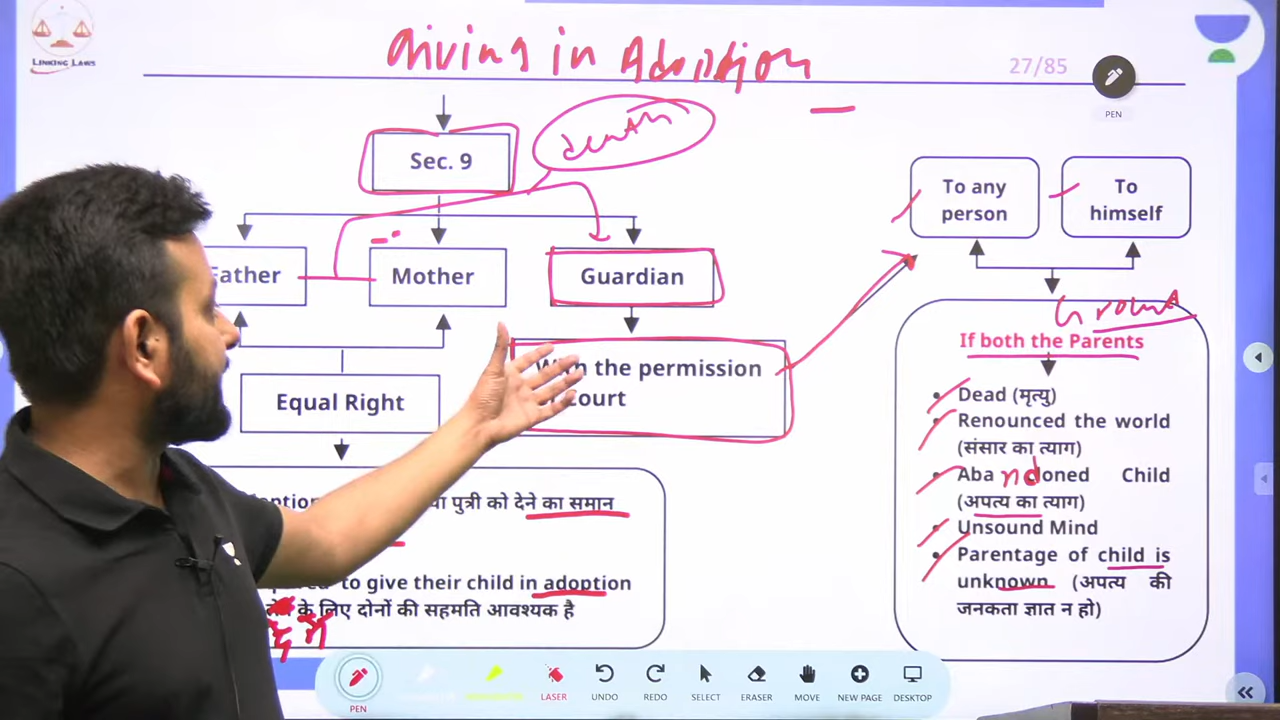 LINKING LAWS
Giving in Adoption
27/85
PEN
Sec. 9
death
To any
person
To
himself
Father
Mother
Guardian
Ground
If both the Parents
the permission
Court
Equal Right
Dead (मृत्यु)
Renounced the world
(संसार का त्याग)
Abandoned Child
(अपत्य का त्याग)
Unsound Mind
Parentage of child is
unknown (अपत्य की
जनकता ज्ञात न हो)
पुत्री को देने का समान
to give their child in adoption
के लिए दोनों की सहमति आवश्यक है
PEN
LASER
UNDO
REDO
SELECT
ERASER
MOVE
NEW PAGE
DESKTOP